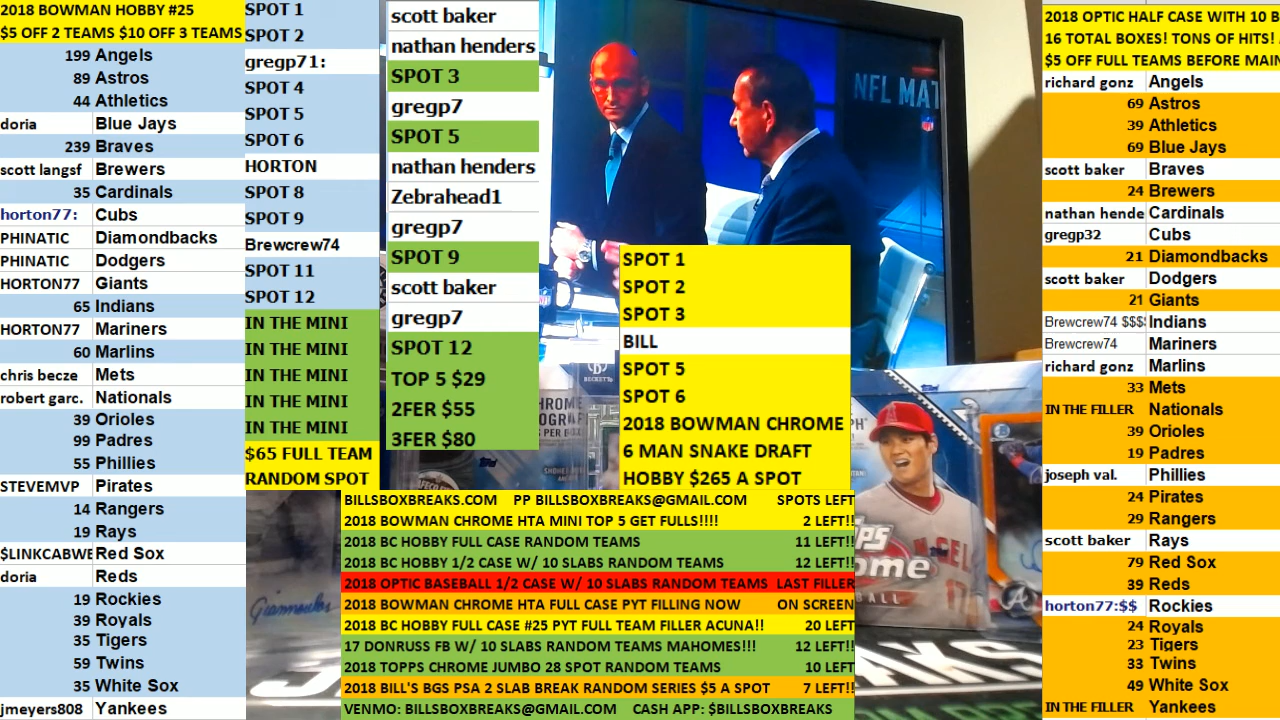 2018 BOWMAN HOBBY #25
$5 OFF 2 TEAMS $10 OFF 3 TEAMS
199 Angels
89 Astros
44 Athletics
doria Blue Jays
239 Braves
scott langsf Brewers
35 Cardinals
horton77: Cubs
PHINATIC Diamondbacks
PHINATIC Dodgers
HORTON77 Giants
65 Indians
HORTON77 Mariners
60 Marlins
chris becze Mets
robert garc. Nationals
39 Orioles
99 Padres
55 Phillies
STEVEMVP Pirates
14 Rangers
19 Rays
$LINKCABWE Red Sox
doria Reds
19 Rockies
39 Royals
35 Tigers
59 Twins
35 White Sox
jmeyers808 Yankees
SPOT 1
SPOT 2
gregp71:
SPOT 4
SPOT 5
SPOT 6
HORTON
SPOT 8
SPOT 9
Brewcrew74
SPOT 11
SPOT 12
IN THE MINI
IN THE MINI
IN THE MINI
IN THE MINI
IN THE MINI
$65 FULL TEAM
RANDOM SPOT
scott baker
nathan henders
SPOT 3
gregp7
SPOT 5
nathan henders
Zebrahead1
gregp7
SPOT 9
scott baker
gregp7
SPOT 12
TOP 5 $29
2FER $55
3FER $80
NFL MAT
SPOT 1
SPOT 2
SPOT 3
BILL
SPOT 5
SPOT 6
2018 BOWMAN CHROME
6 MAN SNAKE DRAFT
HOBBY $265 A SPOT
BILLSBOXBREAKS.COM PP BILLSBOXBREAKS@GMAIL.COM SPOTS LEFT
2018 BOWMAN CHROME HTA MINI TOP 5 GET FULLS!!!! 2 LEFT!!
2018 BC HOBBY FULL CASE RANDOM TEAMS 11 LEFT!!
2018 BC HOBBY 1/2 CASE W/ 10 SLABS RANDOM TEAMS 12 LEFT!!
2018 OPTIC BASEBALL 1/2 CASE W/ 10 SLABS RANDOM TEAMS LAST FILLER
2018 BOWMAN CHROME HTA FULL CASE PYT FILLING NOW ON SCREEN
2018 BC HOBBY FULL CASE #25 PYT FULL TEAM FILLER ACUNA!! 20 LEFT
17 DONRUSS FB W/ 10 SLABS RANDOM TEAMS MAHOMES!!! 12 LEFT!!
2018 TOPPS CHROME JUMBO 28 SPOT RANDOM TEAMS 10 LEFT
2018 BILL'S BGS PSA 2 SLAB BREAK RANDOM SERIES $5 A SPOT 7 LEFT!!
VENMO: BILLSBOXBREAKS@GMAIL.COM CASH APP: $BILLSBOXBREAKS
2018 OPTIC HALF CASE WITH 10 B
16 TOTAL BOXES! TONS OF HITS!
$5 OFF FULL TEAMS BEFORE MAIN
richard gonz Angels
69 Astros
39 Athletics
69 Blue Jays
scott baker Braves
24 Brewers
nathan hende Cardinals
gregp32 Cubs
21 Diamondbacks
scott baker Dodgers
21 Giants
Brewcrew74 $$$ Indians
Brewcrew74 Mariners
richard gonz Marlins
33 Mets
IN THE FILLER Nationals
39 Orioles
19 Padres
joseph val. Phillies
24 Pirates
29 Rangers
scott baker Rays
79 Red Sox
39 Reds
horton77:$$ Rockies
24 Royals
23 Tigers
33 Twins
49 White Sox
IN THE FILLER Yankees